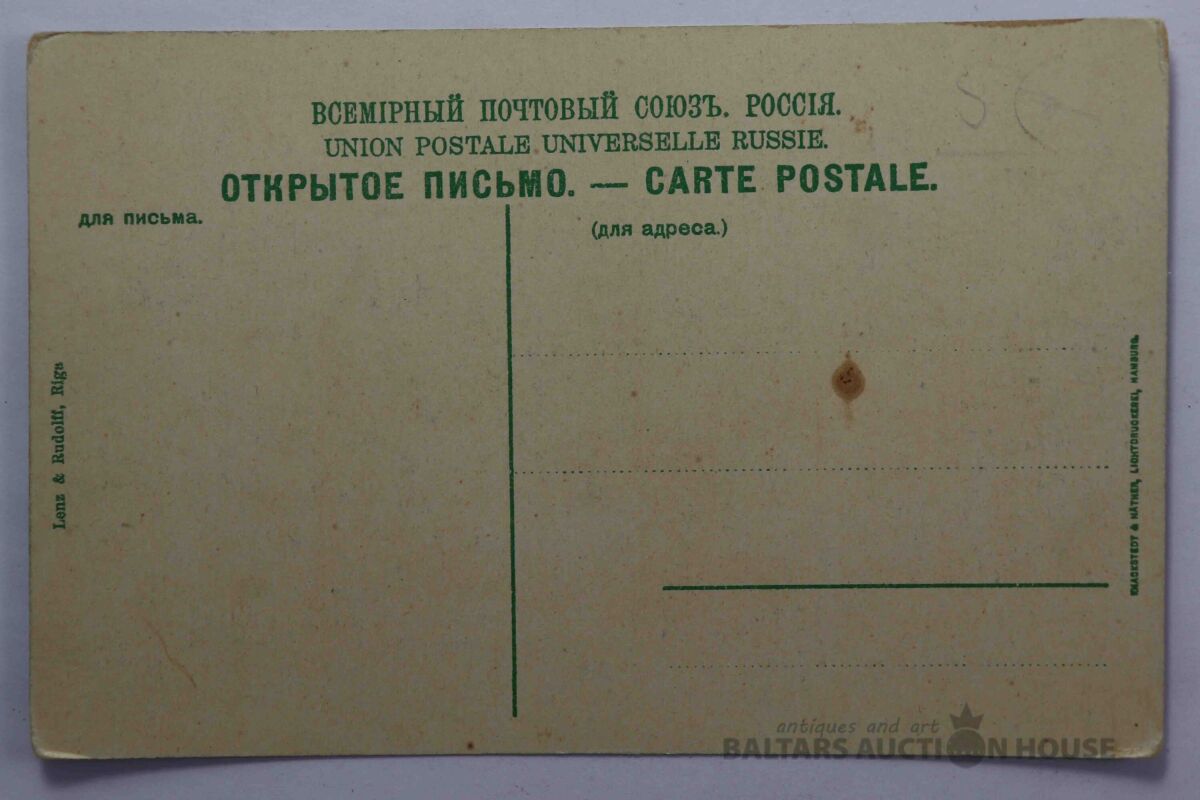 ВСЕМІРНЫЙ ПОЧТОВЫЙ СОЮЗЪ. РОССІЯ.
UNION POSTALE UNIVERSELLE RUSSIE.
ОТКРЫТОЕ ПИСЬМО. — CARTE POSTALE.
для письма.
(для адреса.)
Lenz & Rudolff, Riga
KNACKSTEDT & NÄTHER, LICHTDRUCKEREI, HAMBURG.
antiques and art
BALTARS AUCTION HOUSE